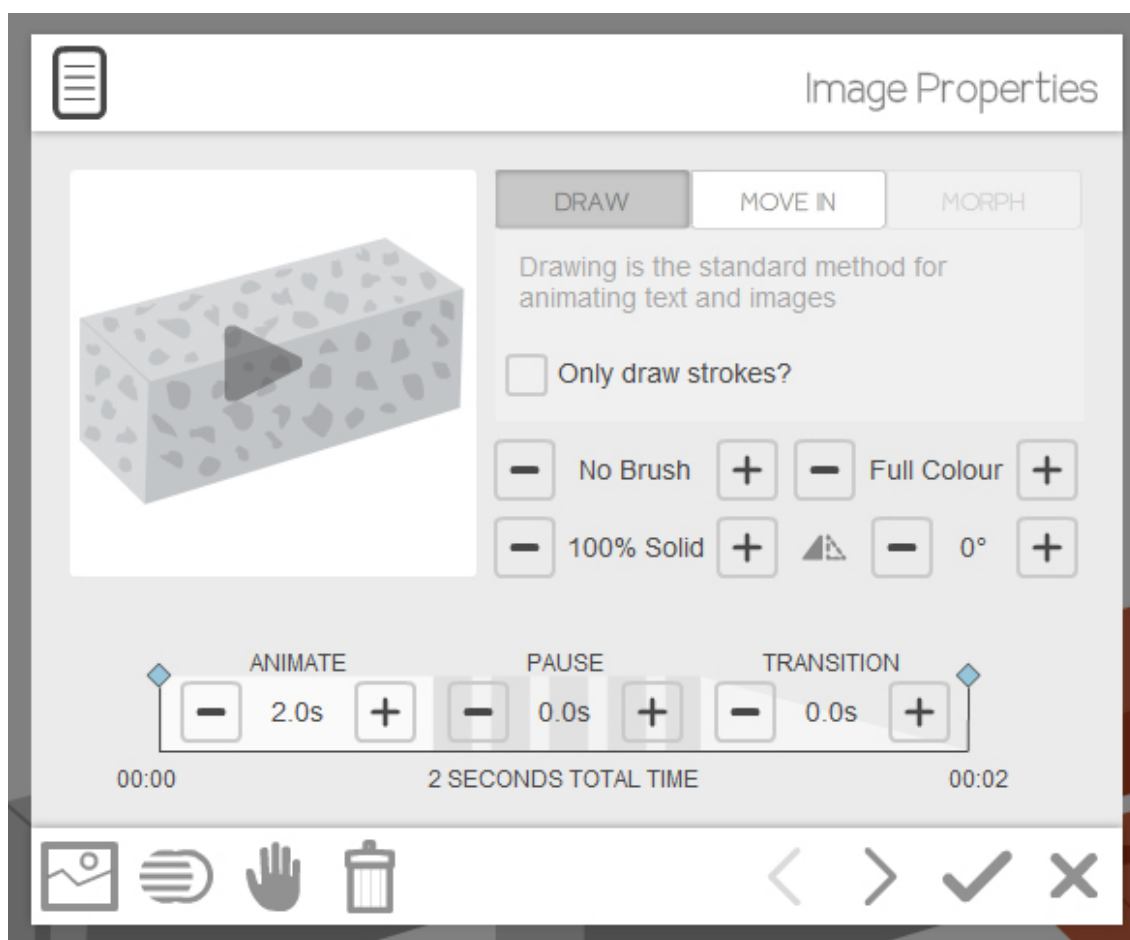 Image Properties
DRAW MOVE IN MORPH
Drawing is the standard method for
animating text and images
Only draw strokes?
No Brush Full Colour
100% Solid 0°
ANIMATE PAUSE TRANSITION
2.0s 0.0s 0.0s
00:00 2 SECONDS TOTAL TIME 00:02